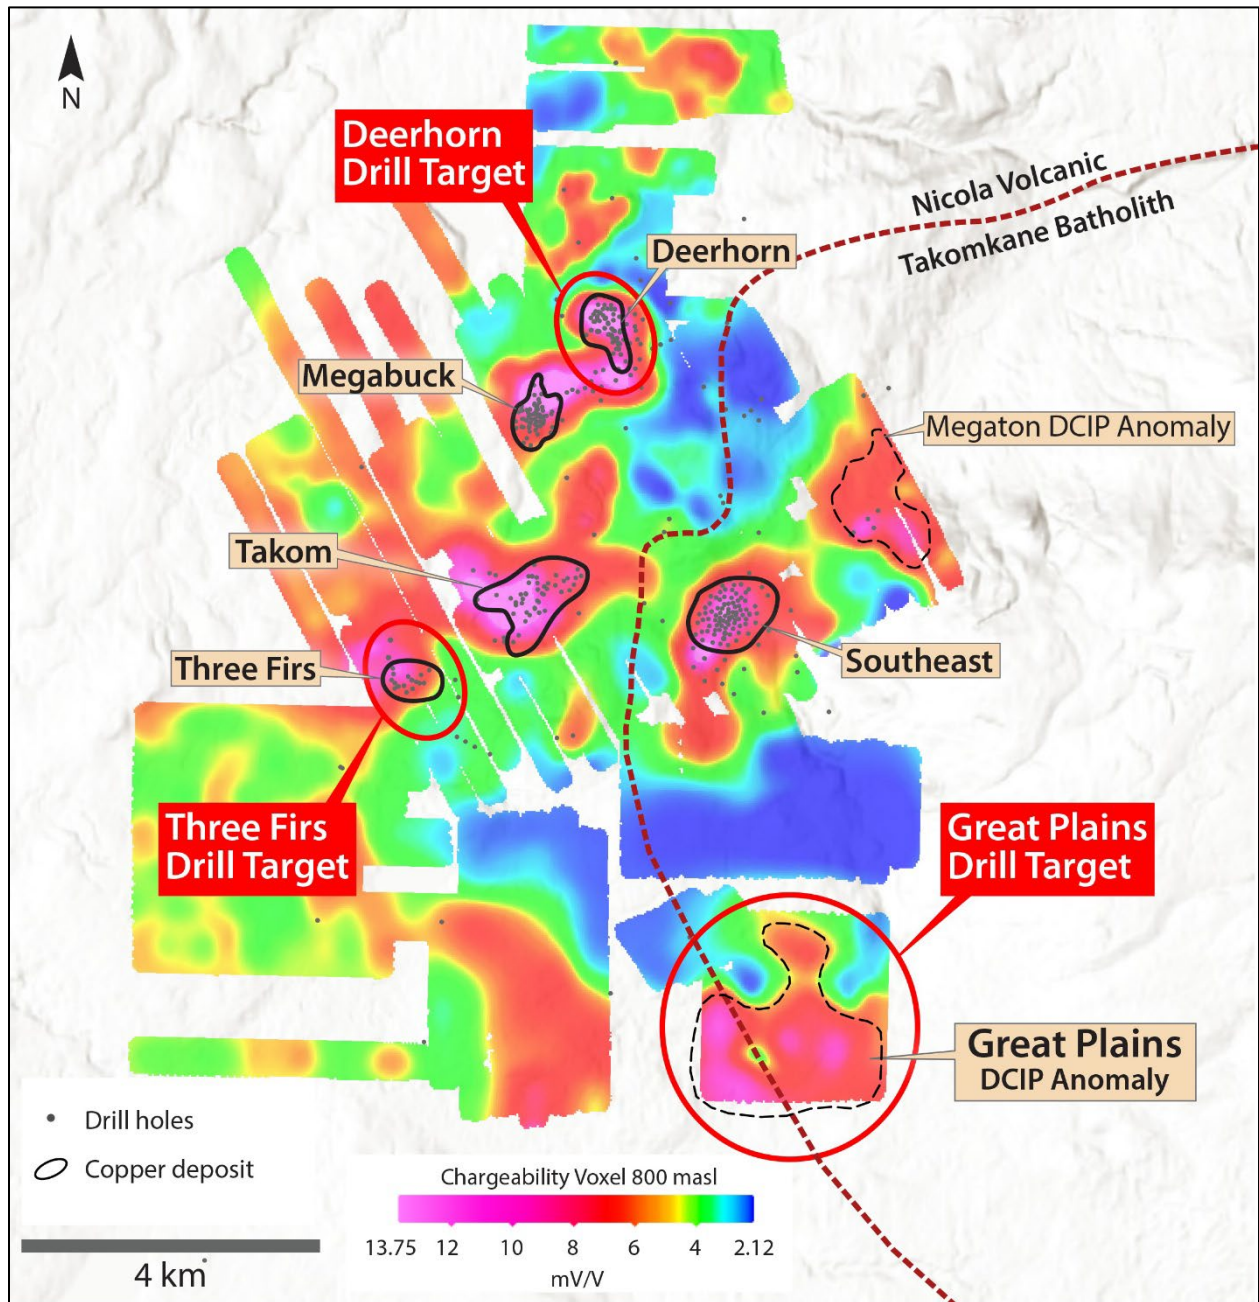 N
Deerhorn
Drill Target
Nicola Volcanic
Takomkane Batholith
Deerhorn
Megabuck
Megaton DCIP Anomaly
Takom
Three Firs
Southeast
Three Firs
Drill Target
Great Plains
Drill Target
Great Plains
DCIP Anomaly
Drill holes
Copper deposit
4 km
Chargeability Voxel 800 masl
13.75 12 10 8 6 4 2.12
mV/V